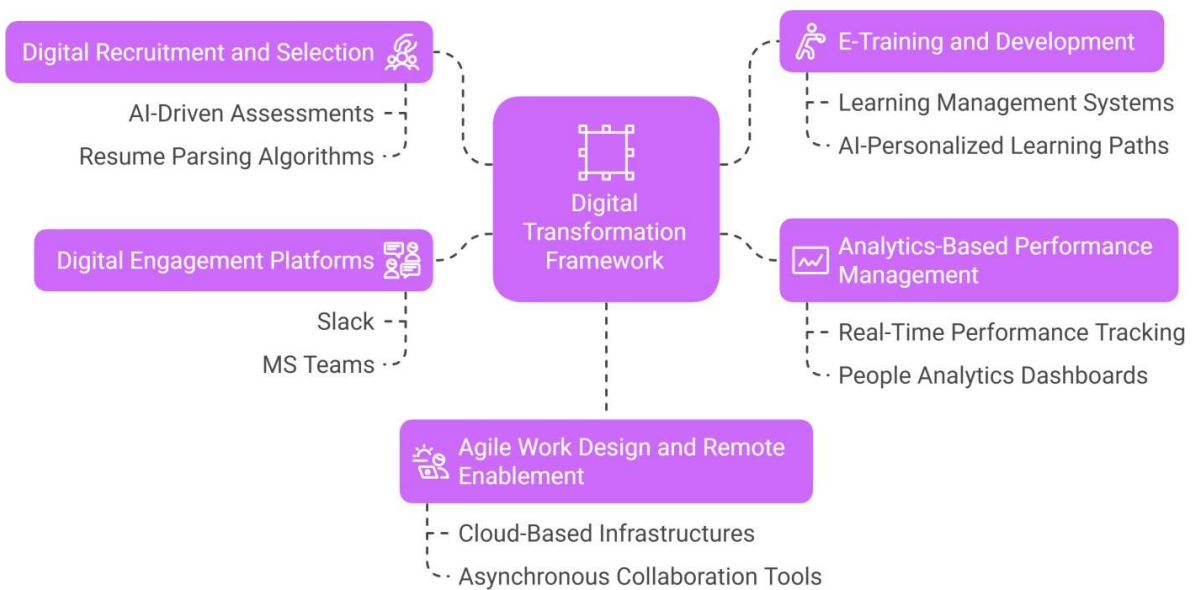 Digital Recruitment and Selection
AI-Driven Assessments
Resume Parsing Algorithms
Digital Engagement Platforms
Slack
MS Teams
Digital
Transformation
Framework
E-Training and Development
Learning Management Systems
AI-Personalized Learning Paths
Analytics-Based Performance
Management
Real-Time Performance Tracking
People Analytics Dashboards
Agile Work Design and Remote
Enablement
Cloud-Based Infrastructures
Asynchronous Collaboration Tools